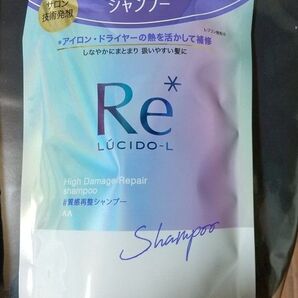 サロン
技術発想
シャンプー
*アイロン・ドライヤーの熱を活かして補修
しなやかにまとまり 扱いやすい髪に
Re*
LÚCIDO-L
High Damage Repair
shampoo
#質感再整シャンプー
Shampoo